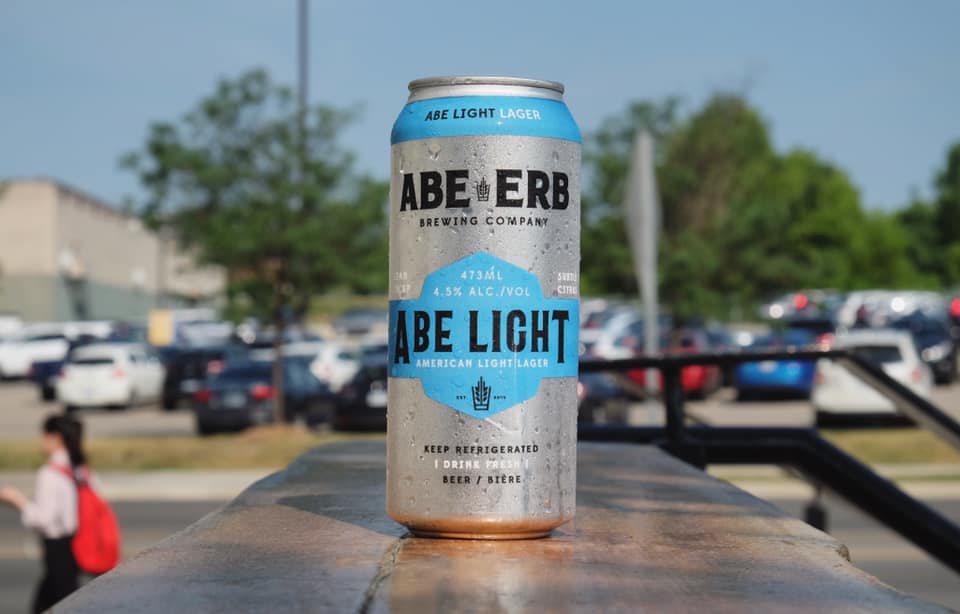 ABE LIGHT LAGER
ABE ERB
BREWING COMPANY
473ML
4.5% ALC./VOL
ABE LIGHT
AMERICAN LIGHT LAGER
EST
KEEP REFRIGERATED
| DRINK FRESH |
BEER / BIÈRE